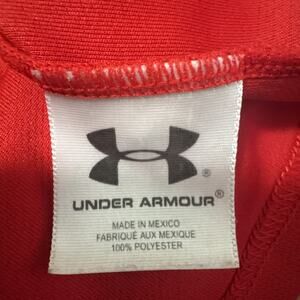 ®
UNDER ARMOUR®
MADE IN MEXICO
FABRIQUÉ AUX MEXIQUE
100% POLYESTER